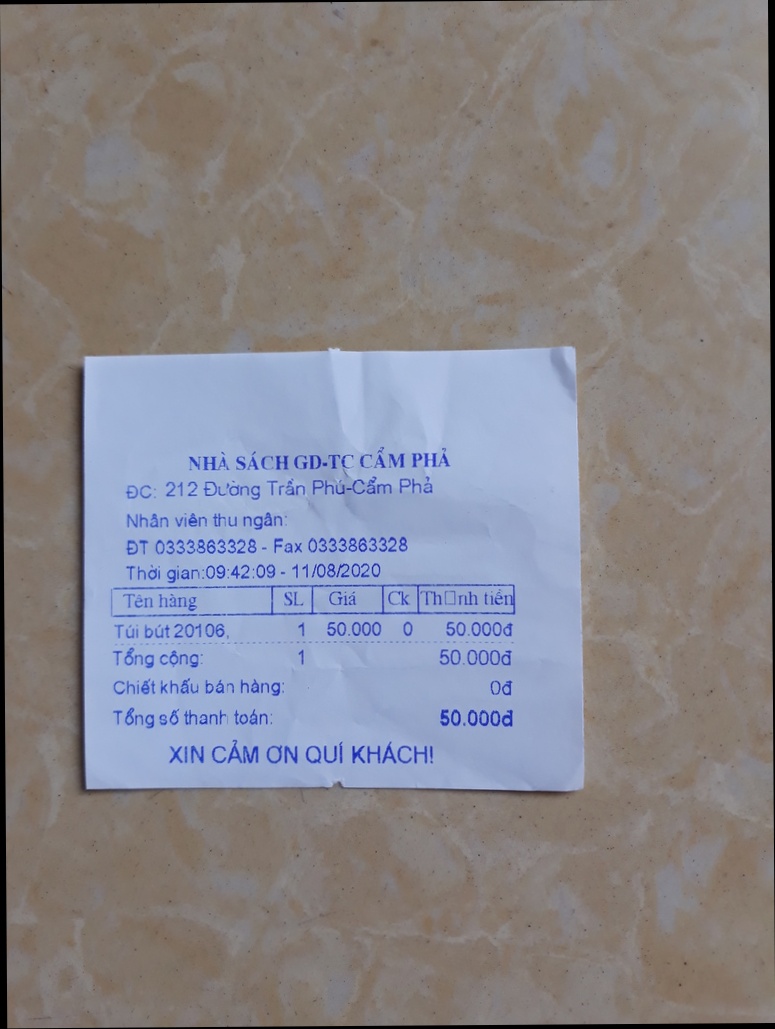 NHÀ SÁCH GD-TC CẨM PHẢ
ĐC: 212 Đường Trần Phú-Cẩm Phả
Nhân viên thu ngân:
ĐT 0333863328 - Fax 0333863328
Thời gian:09:42:09 - 11/08/2020
Tên hàng SL Giá Ck Th□nh tiền
Túi bút 20106, 1 50.000 0 50.000đ
Tổng cộng: 1 50.000đ
Chiết khấu bán hàng: 0đ
Tổng số thanh toán: 50.000đ
XIN CẢM ƠN QUÍ KHÁCH!